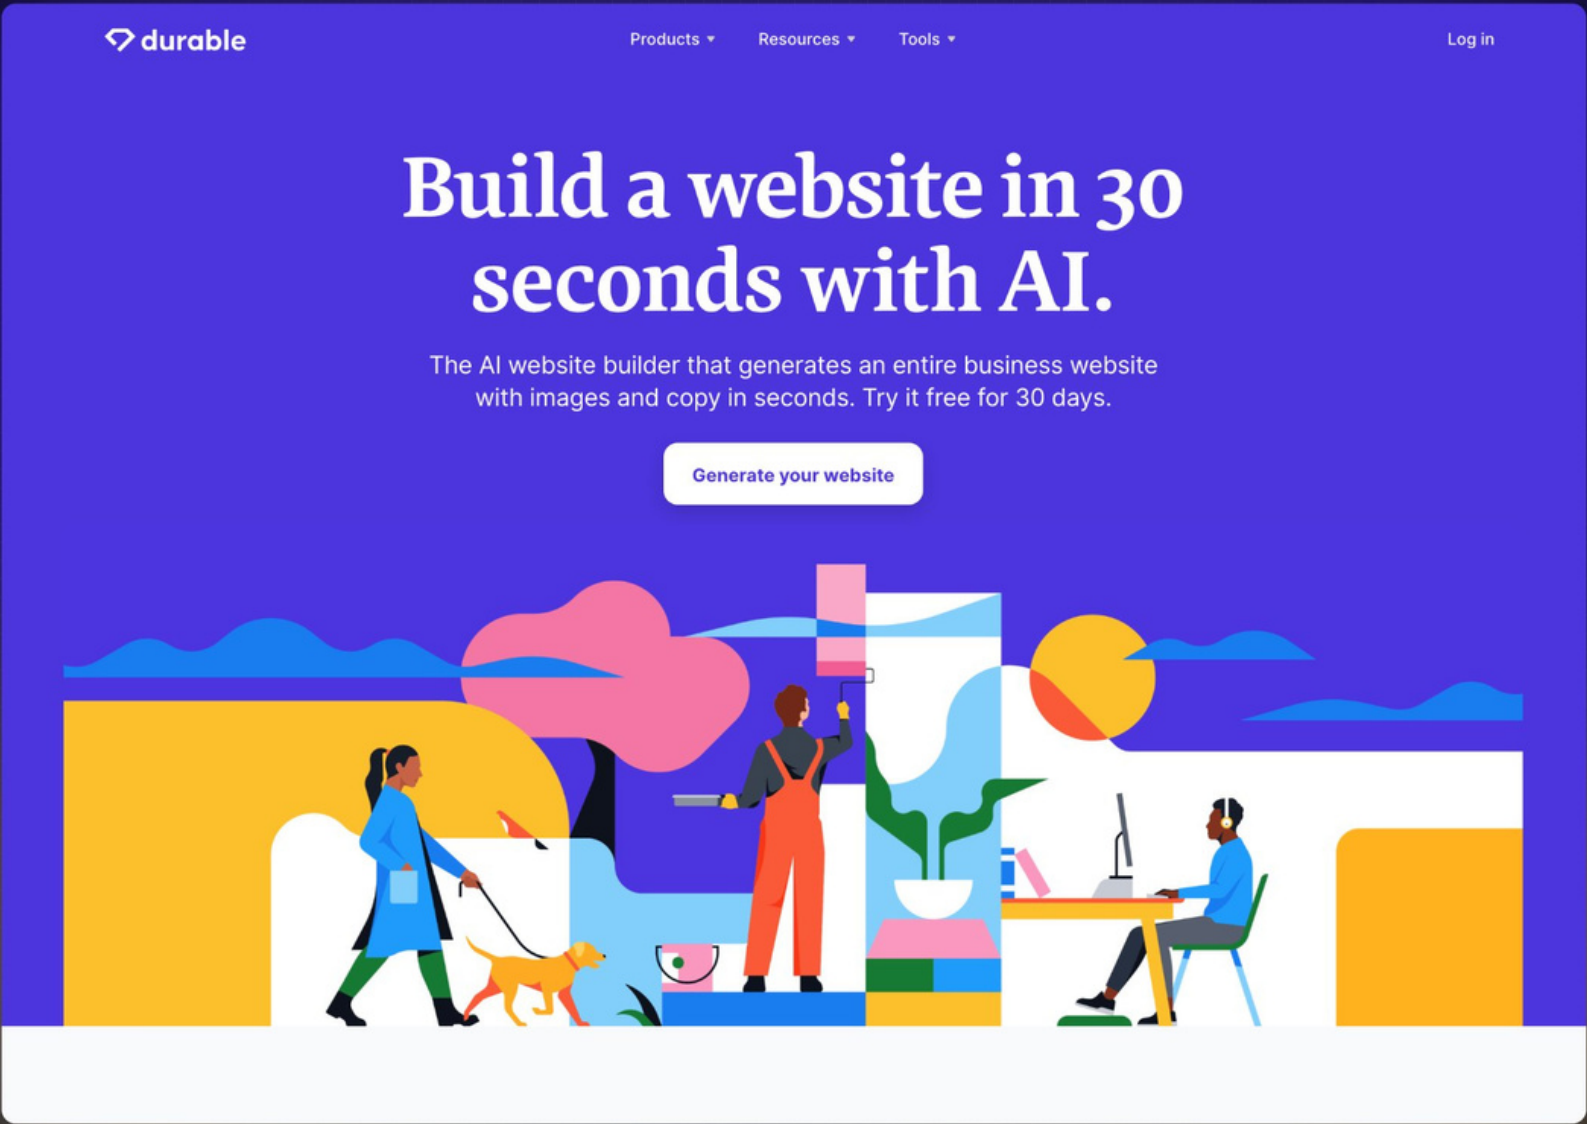 durable
Products
Resources
Tools
Log in
Build a website in 30
seconds with AI.
The AI website builder that generates an entire business website
with images and copy in seconds. Try it free for 30 days.
Generate your website